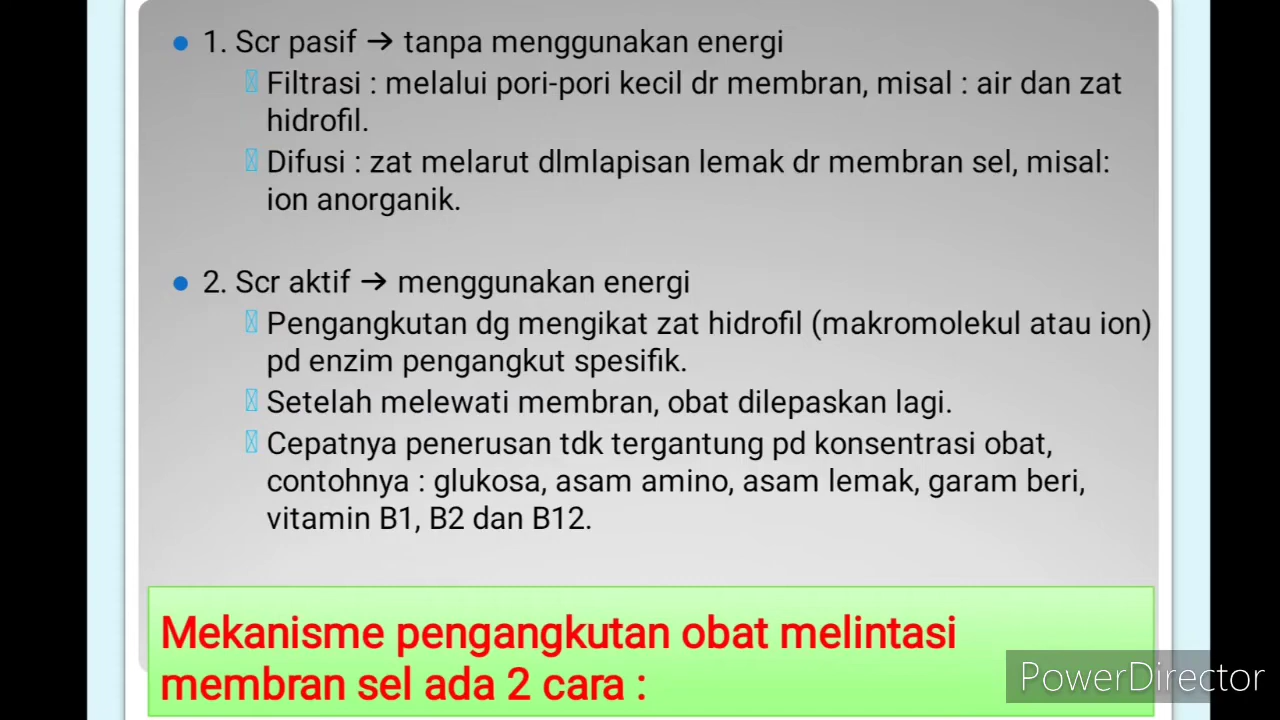 1. Scr pasif → tanpa menggunakan energi
Filtrasi : melalui pori-pori kecil dr membran, misal : air dan zat
hidrofil.
Difusi : zat melarut dlmlapisan lemak dr membran sel, misal:
ion anorganik.
2. Scr aktif → menggunakan energi
Pengangkutan dg mengikat zat hidrofil (makromolekul atau ion)
pd enzim pengangkut spesifik.
Setelah melewati membran, obat dilepaskan lagi.
Cepatnya penerusan tdk tergantung pd konsentrasi obat,
contohnya : glukosa, asam amino, asam lemak, garam beri,
vitamin B1, B2 dan B12.
Mekanisme pengangkutan obat melintasi
membran sel ada 2 cara :
PowerDirector